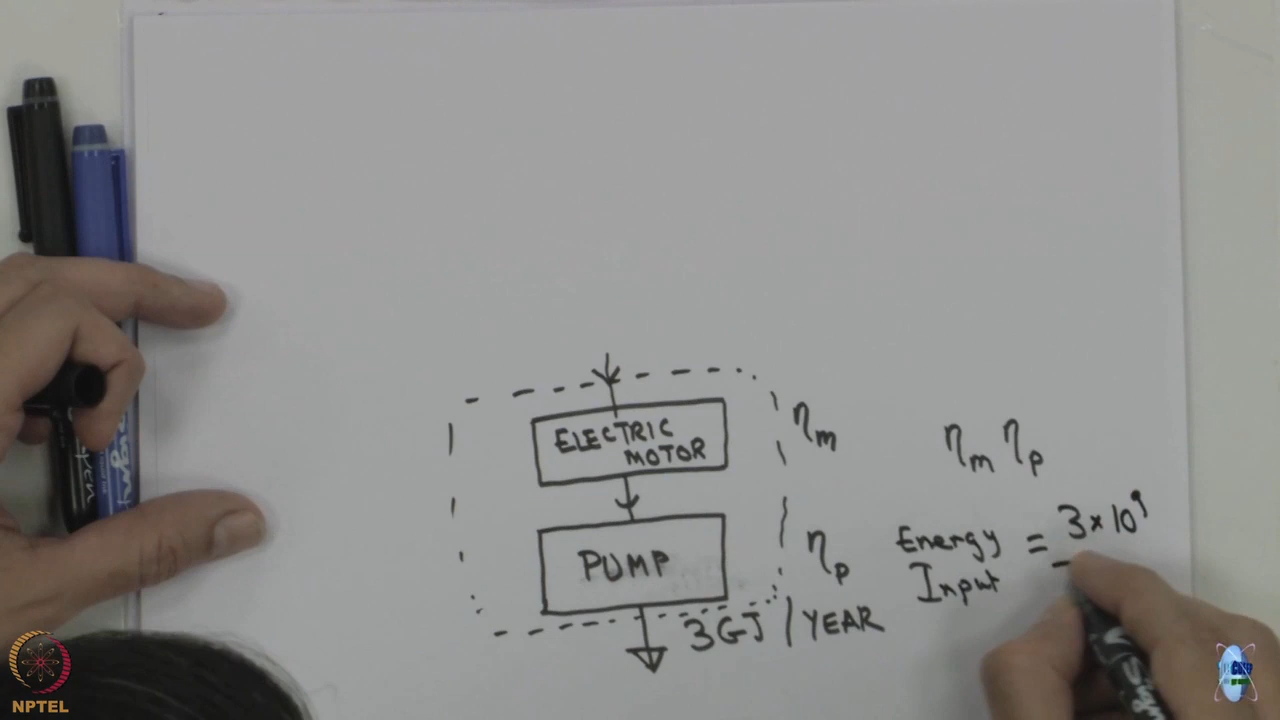 ELECTRIC
MOTOR
ηm
PUMP
ηp
3GJ/YEAR
ηm ηp
Energy
Input = 3×10⁹
NPTEL